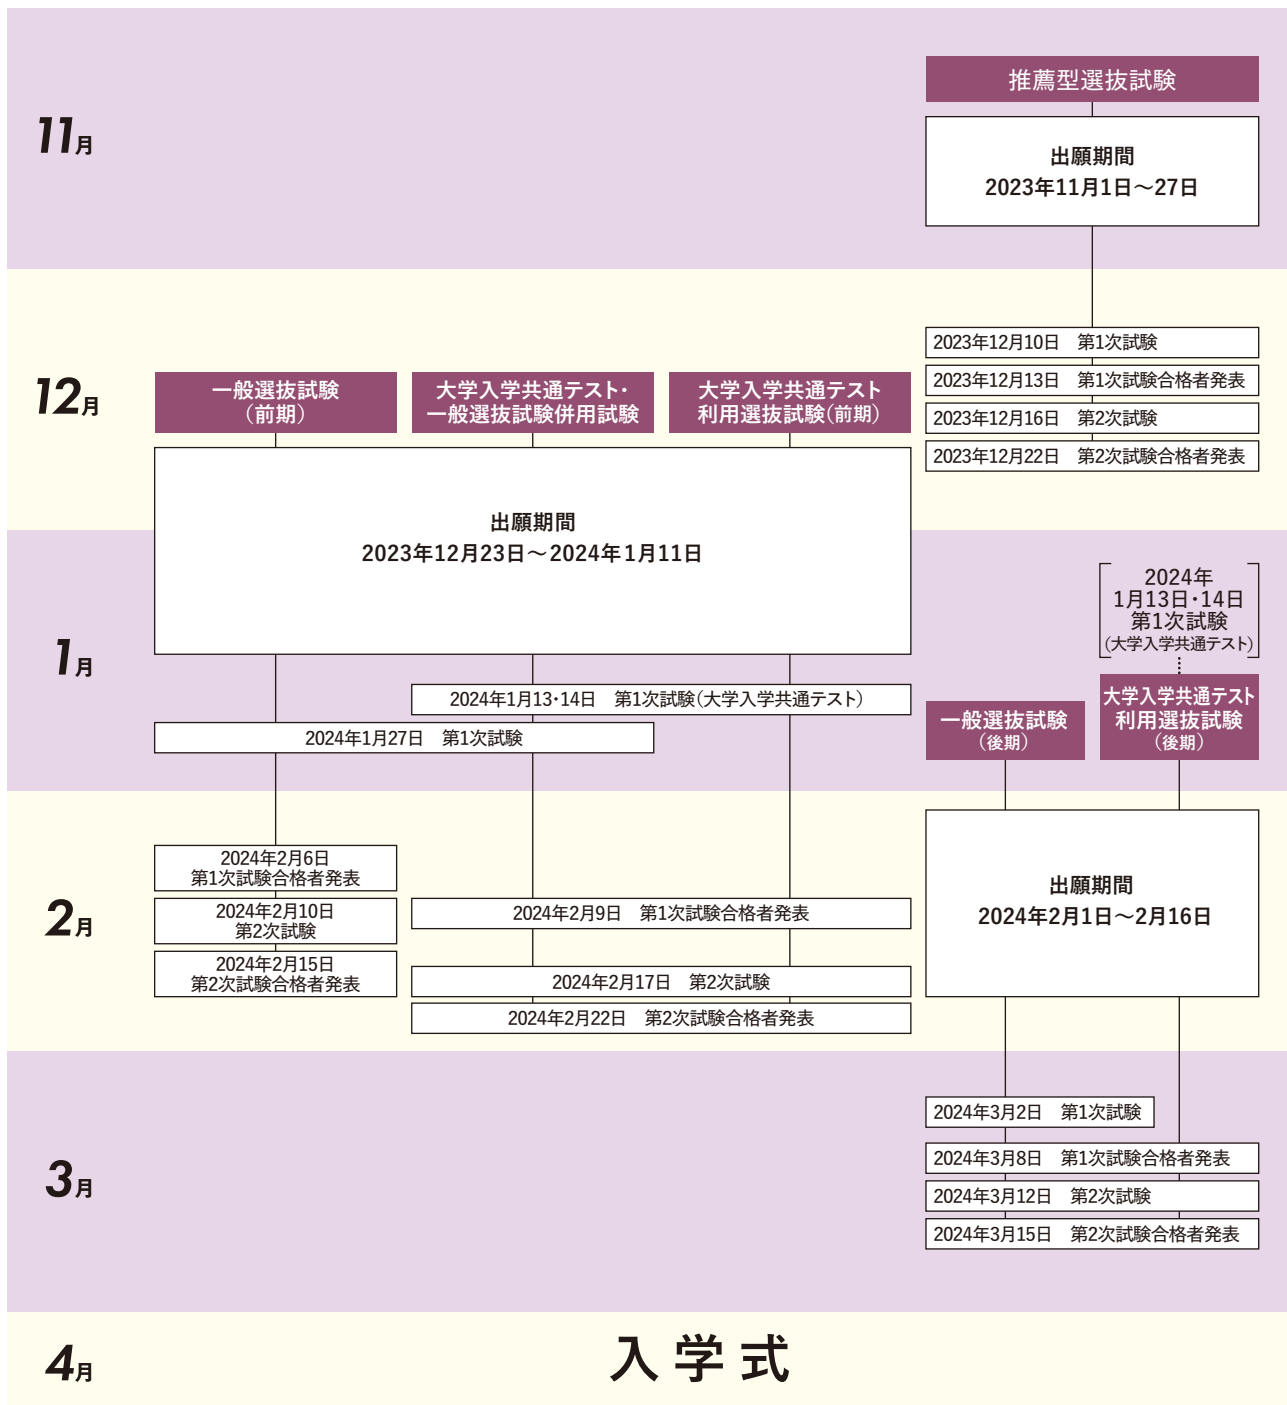 11月
推薦型選抜試験
出願期間
2023年11月1日～27日
12月
2023年12月10日　第1次試験
2023年12月13日　第1次試験合格者発表
2023年12月16日　第2次試験
2023年12月22日　第2次試験合格者発表
一般選抜試験
（前期）
大学入学共通テスト・
一般選抜試験併用試験
大学入学共通テスト
利用選抜試験（前期）
出願期間
2023年12月23日～2024年1月11日
1月
2024年1月13・14日　第1次試験（大学入学共通テスト）
2024年1月27日　第1次試験
2024年
1月13日・14日
第1次試験
（大学入学共通テスト）
一般選抜試験
（後期）
大学入学共通テスト
利用選抜試験
（後期）
2月
2024年2月6日
第1次試験合格者発表
2024年2月10日
第2次試験
2024年2月15日
第2次試験合格者発表
2024年2月9日　第1次試験合格者発表
2024年2月17日　第2次試験
2024年2月22日　第2次試験合格者発表
出願期間
2024年2月1日～2月16日
3月
2024年3月2日　第1次試験
2024年3月8日　第1次試験合格者発表
2024年3月12日　第2次試験
2024年3月15日　第2次試験合格者発表
4月
入学式